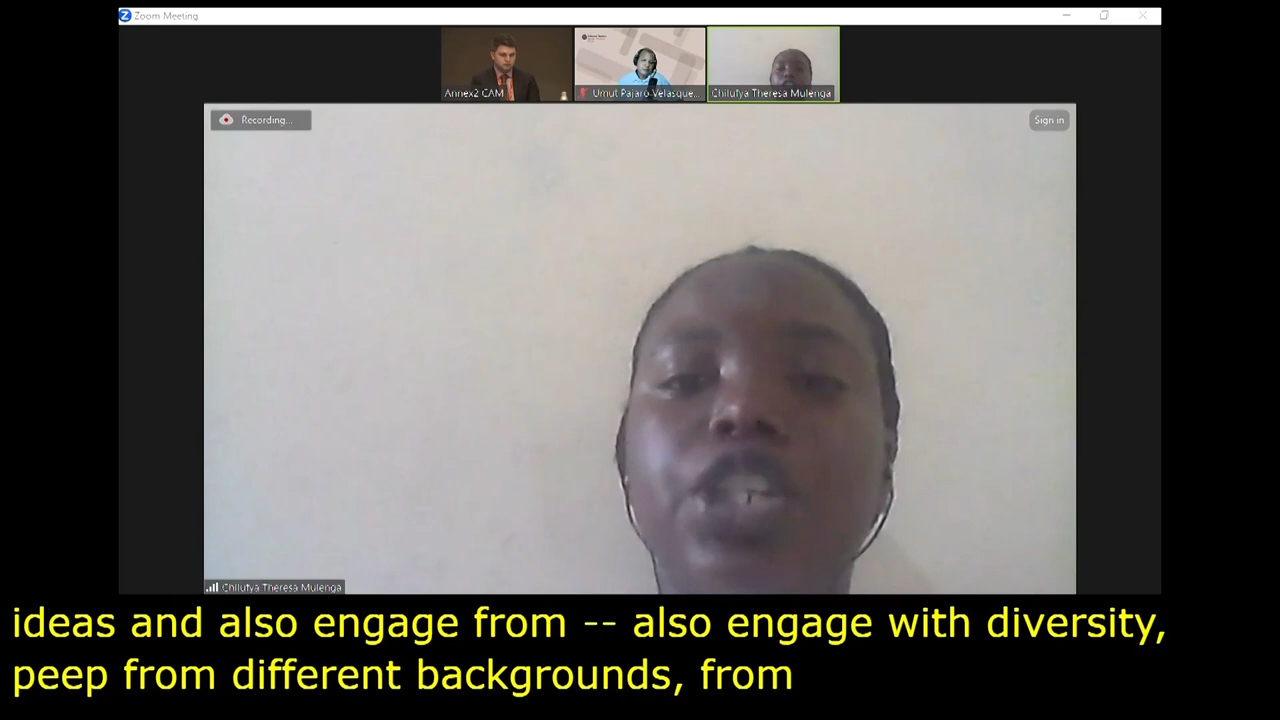 Zoom Meeting
Annex2 CAM
Umut Pajaro Velasque...
Chilufya Theresa Mulenga
Recording...
Sign in
Chilufya Theresa Mulenga
ideas and also engage from -- also engage with diversity,
peep from different backgrounds, from